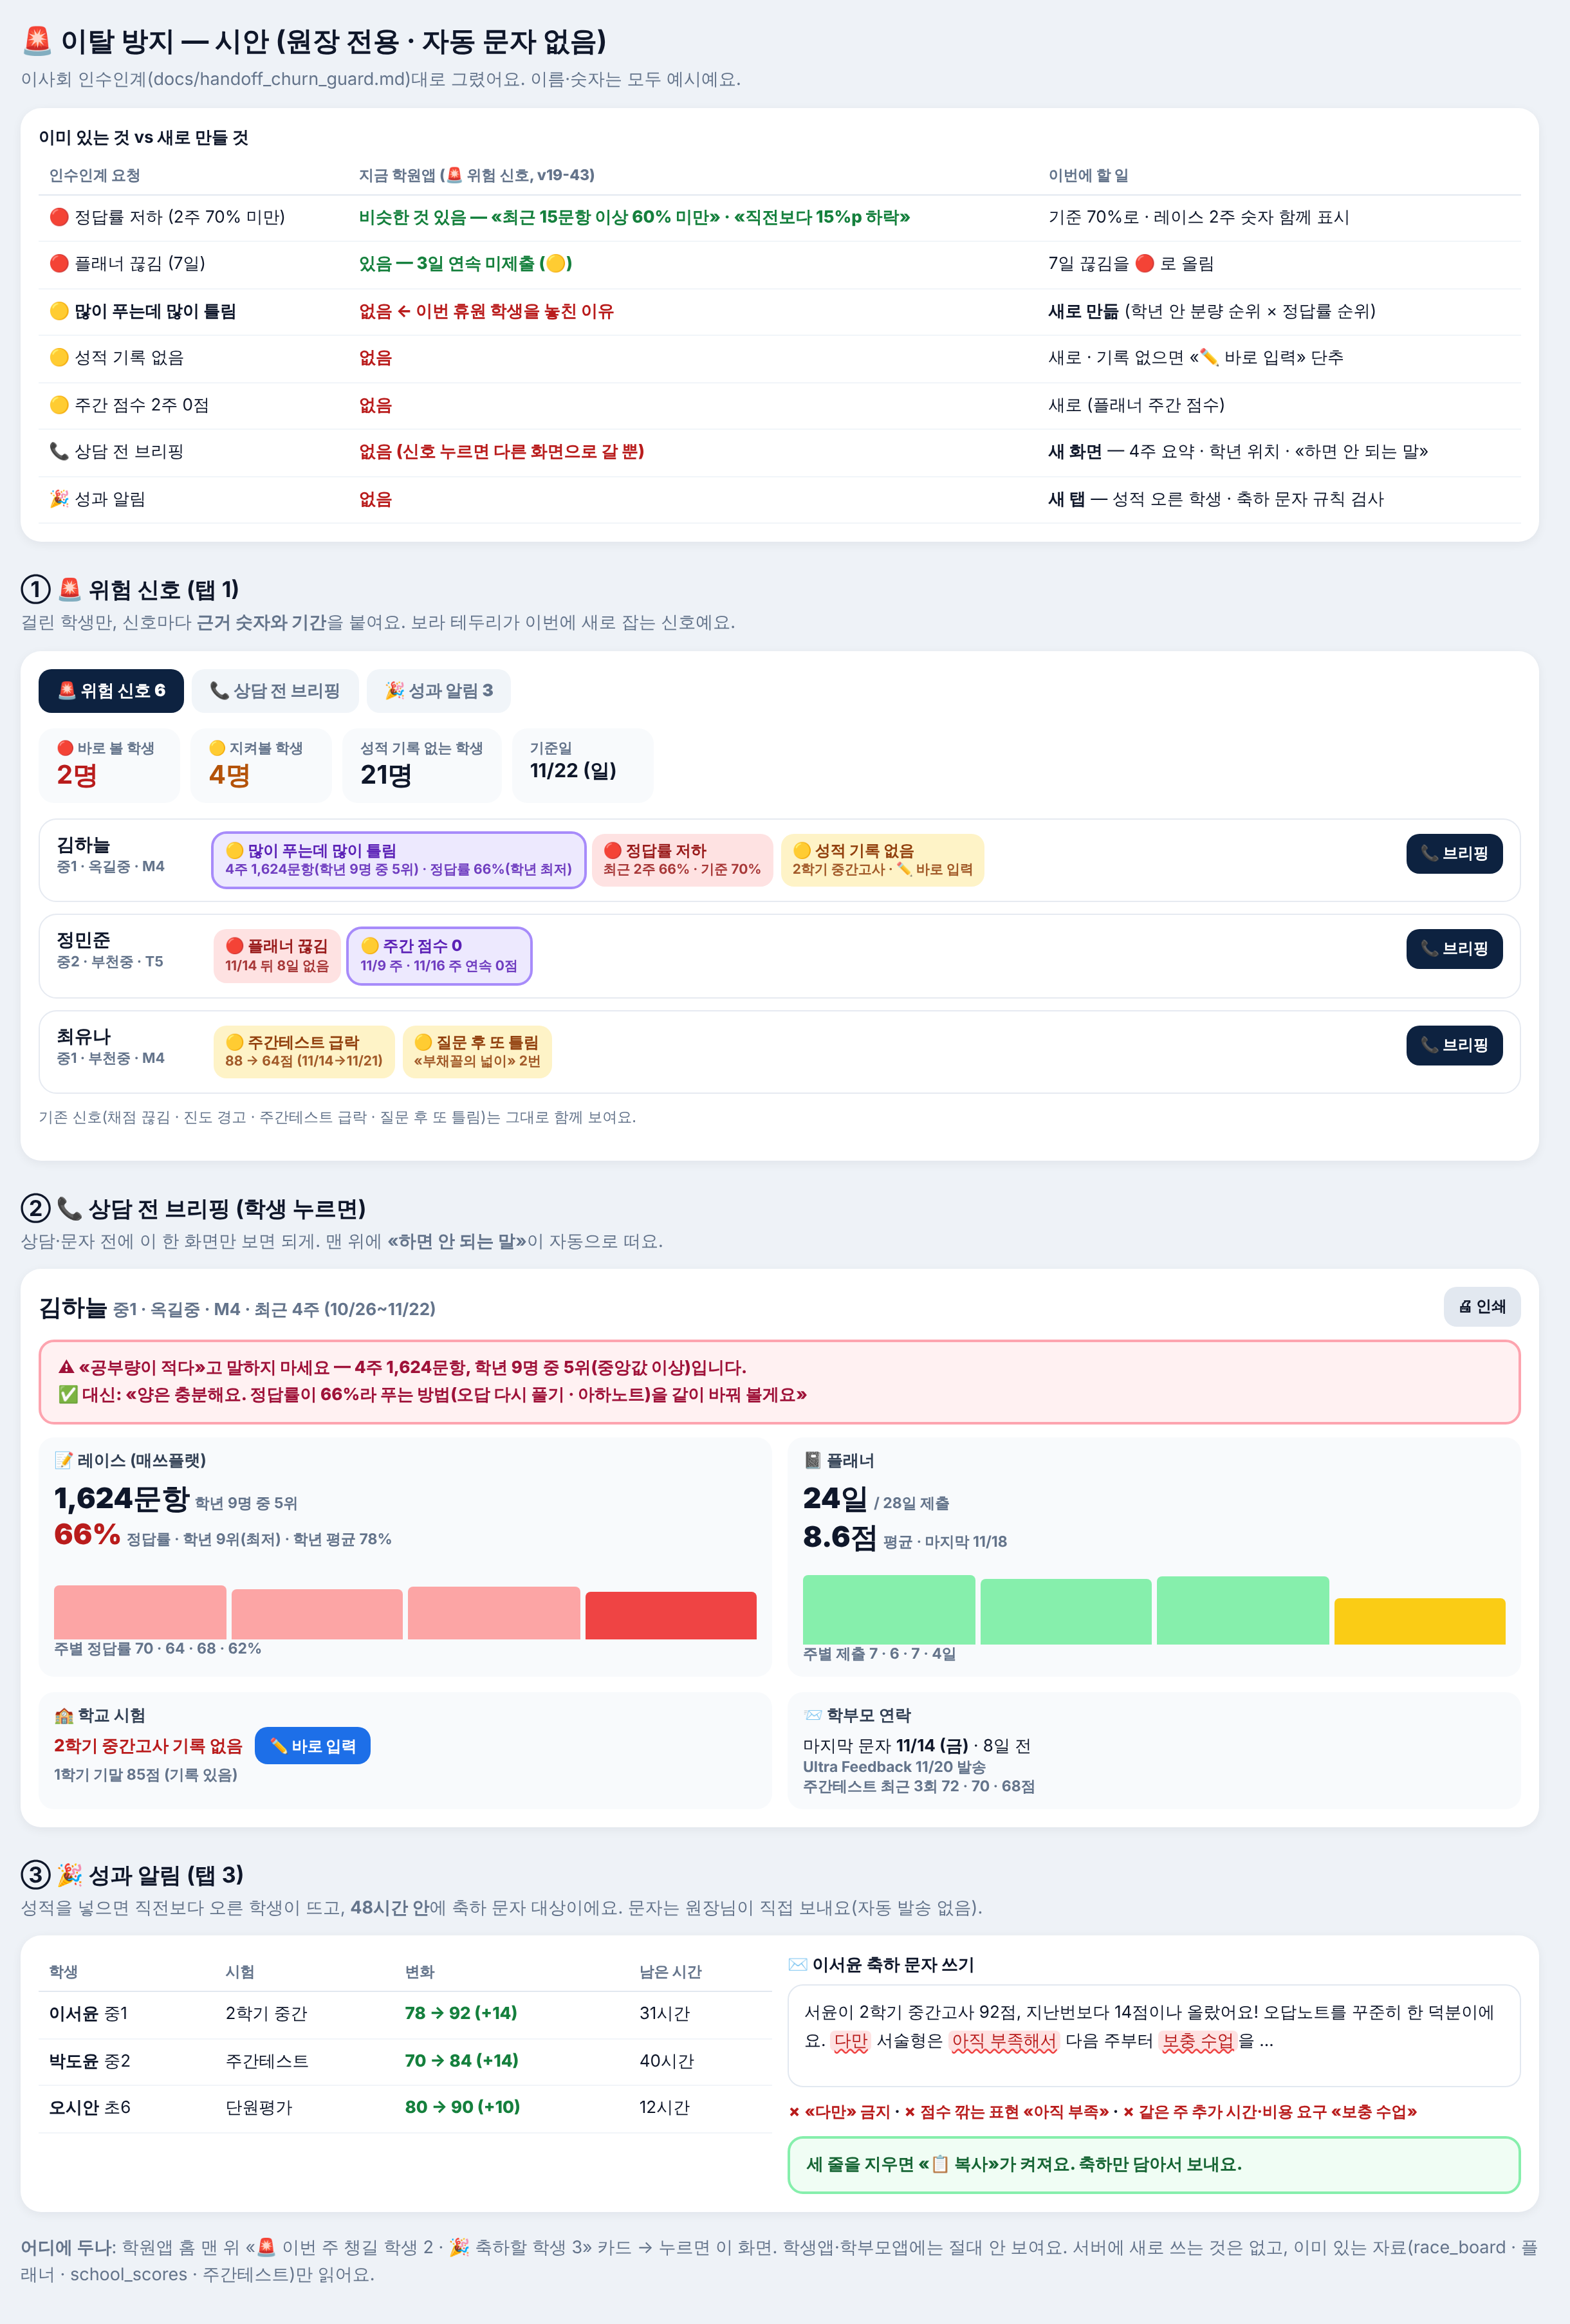 🚨 이탈 방지 — 시안 (원장 전용 · 자동 문자 없음)
이사회 인수인계(docs/handoff_churn_guard.md)대로 그렸어요. 이름·숫자는 모두 예시예요.
이미 있는 것 vs 새로 만들 것
인수인계 요청 지금 학원앱 (🚨 위험 신호, v19-43) 이번에 할 일
🔴 정답률 저하 (2주 70% 미만) 비슷한 것 있음 — «최근 15문항 이상 60% 미만» · «직전보다 15%p 하락» 기준 70%로 · 레이스 2주 숫자 함께 표시
🔴 플래너 끊김 (7일) 있음 — 3일 연속 미제출 (🟡) 7일 끊김을 🔴 로 올림
🟡 많이 푸는데 많이 틀림 없음 ← 이번 휴원 학생을 놓친 이유 새로 만듦 (학년 안 분량 순위 × 정답률 순위)
🟡 성적 기록 없음 없음 새로 · 기록 없으면 «✏️ 바로 입력» 단추
🟡 주간 점수 2주 0점 없음 새로 (플래너 주간 점수)
📞 상담 전 브리핑 없음 (신호 누르면 다른 화면으로 갈 뿐) 새 화면 — 4주 요약 · 학년 위치 · «하면 안 되는 말»
🎉 성과 알림 없음 새 탭 — 성적 오른 학생 · 축하 문자 규칙 검사
① 🚨 위험 신호 (탭 1)
걸린 학생만, 신호마다 근거 숫자와 기간을 붙여요. 보라 테두리가 이번에 새로 잡는 신호예요.
🚨 위험 신호 6 📞 상담 전 브리핑 🎉 성과 알림 3
🔴 바로 볼 학생 🟡 지켜볼 학생 성적 기록 없는 학생 기준일
2명 4명 21명 11/22 (일)
김하늘 🟡 많이 푸는데 많이 틀림 🔴 정답률 저하 🟡 성적 기록 없음 📞 브리핑
중1 · 옥길중 · M4 4주 1,624문항(학년 9명 중 5위) · 정답률 66%(학년 최저) 최근 2주 66% · 기준 70% 2학기 중간고사 · ✏️ 바로 입력
정민준 🔴 플래너 끊김 🟡 주간 점수 0 📞 브리핑
중2 · 부천중 · T5 11/14 뒤 8일 없음 11/9 주 · 11/16 주 연속 0점
최유나 🟡 주간테스트 급락 🟡 질문 후 또 틀림 📞 브리핑
중1 · 부천중 · M4 88 → 64점 (11/14→11/21) «부채꼴의 넓이» 2번
기존 신호(채점 끊김 · 진도 경고 · 주간테스트 급락 · 질문 후 또 틀림)는 그대로 함께 보여요.
② 📞 상담 전 브리핑 (학생 누르면)
상담·문자 전에 이 한 화면만 보면 되게. 맨 위에 «하면 안 되는 말»이 자동으로 떠요.
김하늘 중1 · 옥길중 · M4 · 최근 4주 (10/26~11/22) 🖨 인쇄
⚠ «공부량이 적다»고 말하지 마세요 — 4주 1,624문항, 학년 9명 중 5위(중앙값 이상)입니다.
✅ 대신: «양은 충분해요. 정답률이 66%라 푸는 방법(오답 다시 풀기 · 아하노트)을 같이 바꿔 볼게요»
📝 레이스 (매쓰플랫)
1,624문항 학년 9명 중 5위
66% 정답률 · 학년 9위(최저) · 학년 평균 78%
주별 정답률 70 · 64 · 68 · 62%
📓 플래너
24일 / 28일 제출
8.6점 평균 · 마지막 11/18
주별 제출 7 · 6 · 7 · 4일
🏫 학교 시험
2학기 중간고사 기록 없음 ✏️ 바로 입력
1학기 기말 85점 (기록 있음)
📨 학부모 연락
마지막 문자 11/14 (금) · 8일 전
Ultra Feedback 11/20 발송
주간테스트 최근 3회 72 · 70 · 68점
③ 🎉 성과 알림 (탭 3)
성적을 넣으면 직전보다 오른 학생이 뜨고, 48시간 안에 축하 문자 대상이에요. 문자는 원장님이 직접 보내요(자동 발송 없음).
학생 시험 변화 남은 시간
이서윤 중1 2학기 중간 78 → 92 (+14) 31시간
박도윤 중2 주간테스트 70 → 84 (+14) 40시간
오시안 초6 단원평가 80 → 90 (+10) 12시간
✉️ 이서윤 축하 문자 쓰기
서윤이 2학기 중간고사 92점, 지난번보다 14점이나 올랐어요! 오답노트를 꾸준히 한 덕분이에
요. 다만 서술형은 아직 부족해서 다음 주부터 보충 수업을 ...
✖ «다만» 금지 · ✖ 점수 깎는 표현 «아직 부족» · ✖ 같은 주 추가 시간·비용 요구 «보충 수업»
세 줄을 지우면 «📋 복사»가 켜져요. 축하만 담아서 보내요.
어디에 두나: 학원앱 홈 맨 위 «🚨 이번 주 챙길 학생 2 · 🎉 축하할 학생 3» 카드 → 누르면 이 화면. 학생앱·학부모앱에는 절대 안 보여요. 서버에 새로 쓰는 것은 없고, 이미 있는 자료(race_board · 플
래너 · school_scores · 주간테스트)만 읽어요.